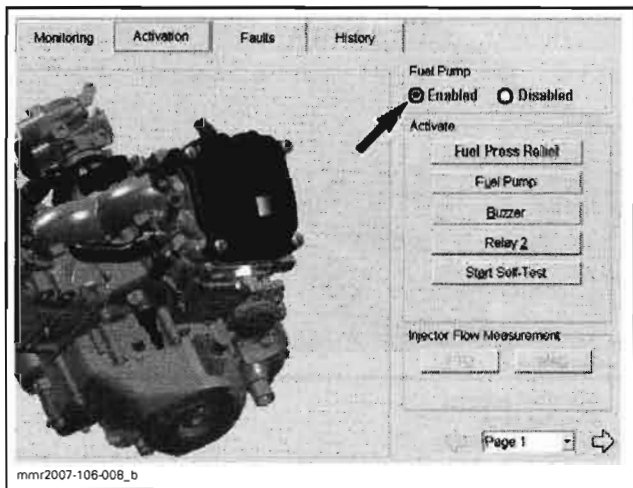 Monitoring Activation Faults History
Fuel Pump
Enabled Disabled
Activate
Fuel Press Relief
Fuel Pump
Buzzer
Relay 2
Start Self-Test
Injector Flow Measurement
Page 1
mmr2007-106-008_b